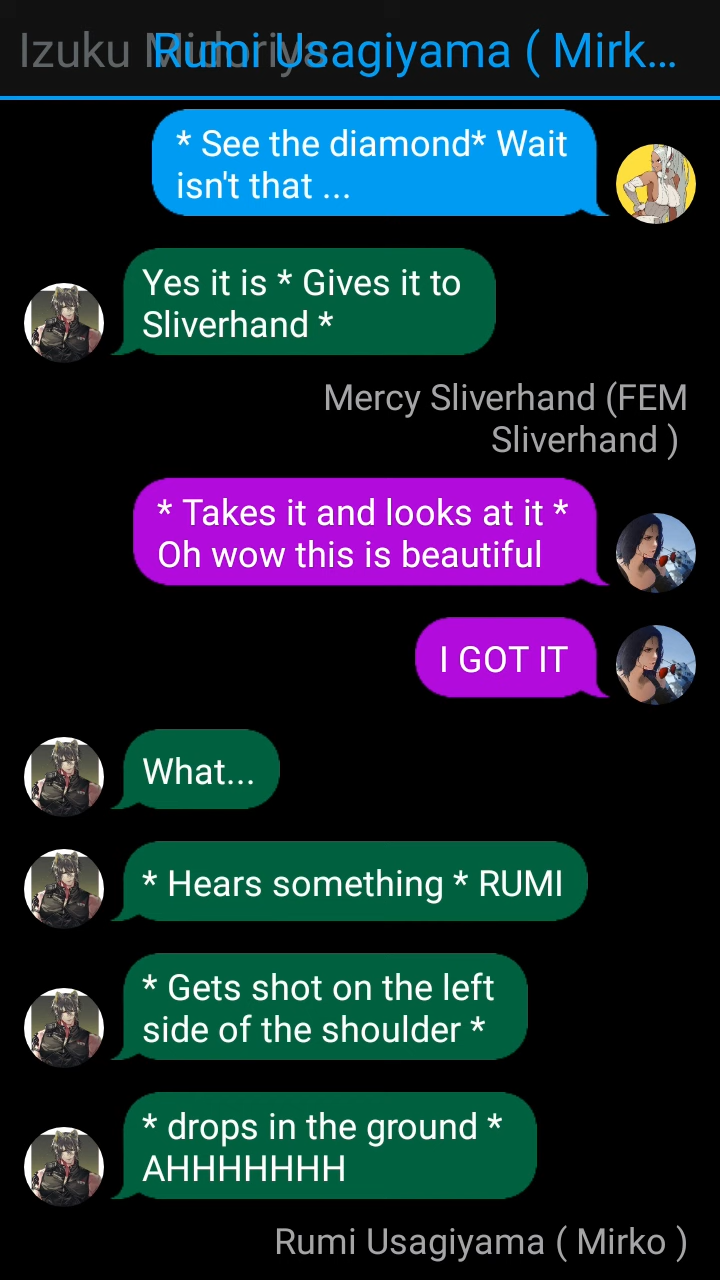 Izuku Midoriya
Rumi Usagiyama ( Mirk...
* See the diamond* Wait
isn't that ...
Yes it is * Gives it to
Sliverhand *
Mercy Sliverhand (FEM
Sliverhand )
* Takes it and looks at it *
Oh wow this is beautiful
I GOT IT
What...
* Hears something * RUMI
* Gets shot on the left
side of the shoulder *
* drops in the ground *
AHHHHHHH
Rumi Usagiyama ( Mirko )